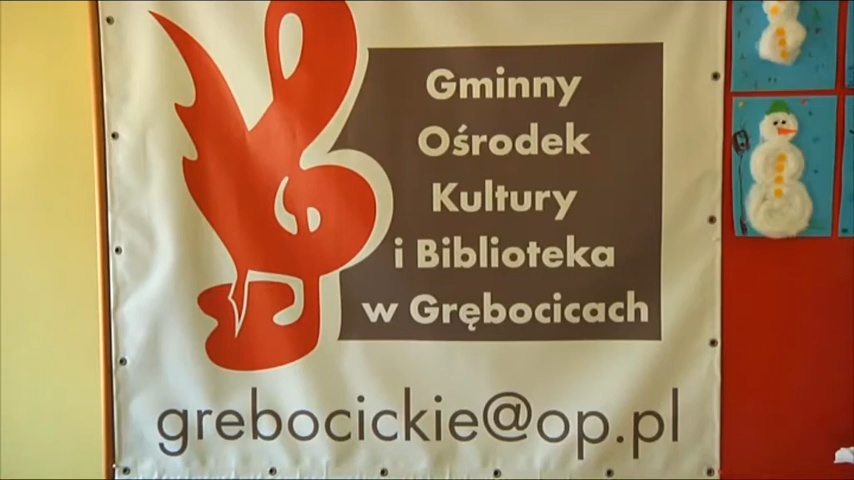 Gminny
Ośrodek
Kultury
i Biblioteka
w Grębocicach
grebocickie@op.pl